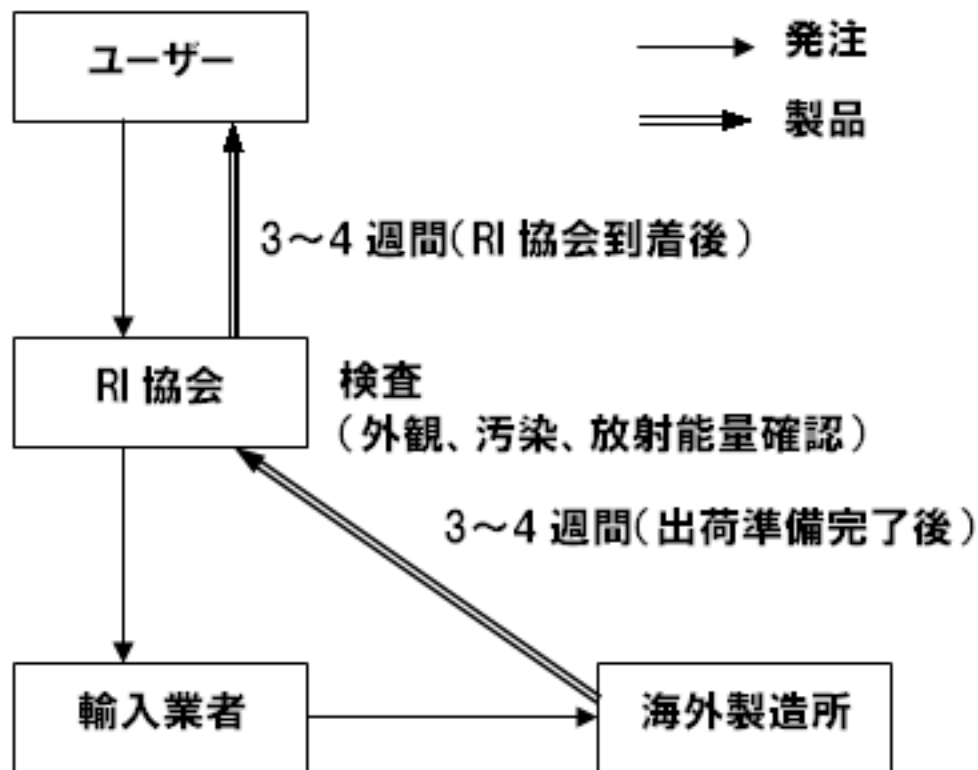 ユーザー
発注
製品
3～4 週間(RI 協会到着後)
RI 協会
検査
(外観、汚染、放射能量確認)
3～4 週間(出荷準備完了後)
輸入業者
海外製造所